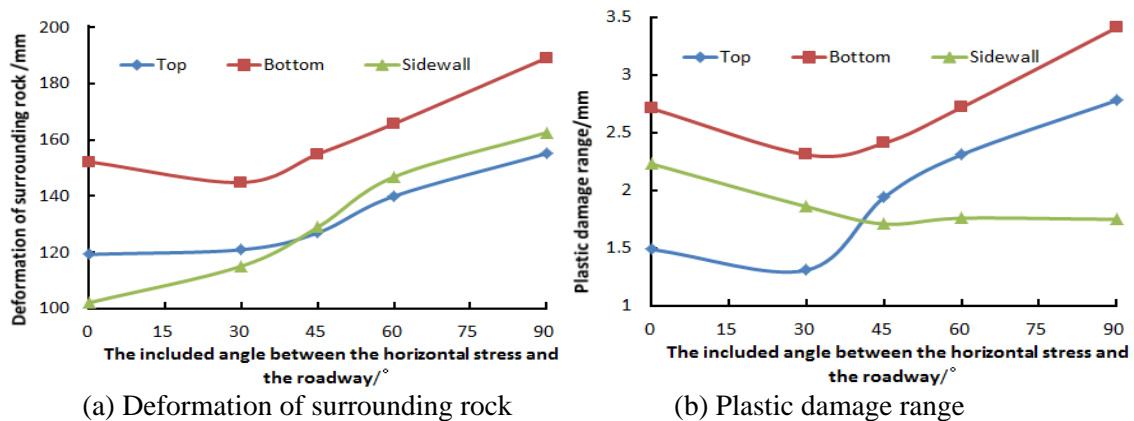 Deformation of surrounding rock /mm
200
180
160
140
120
100
Top
Bottom
Sidewall
0 15 30 45 60 75 90
The included angle between the horizontal stress and
the roadway/°
(a) Deformation of surrounding rock
Plastic damage range/mm
3.5
3
2.5
2
1.5
1
Top
Bottom
Sidewall
0 15 30 45 60 75 90
The included angle between the horizontal stress and
the roadway/°
(b) Plastic damage range